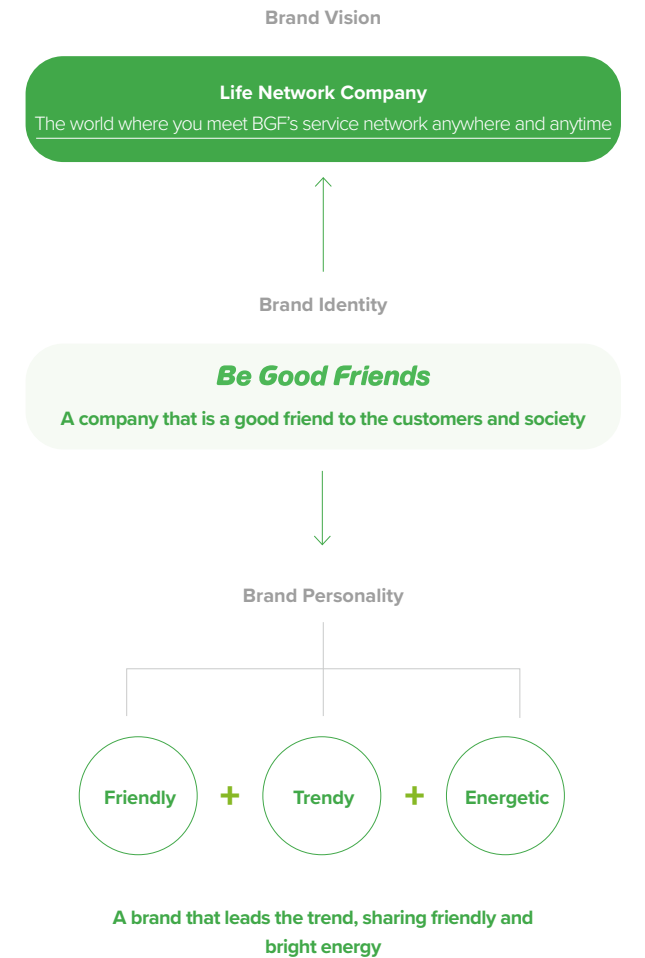 Brand Vision
Life Network Company
The world where you meet BGF's service network anywhere and anytime
Brand Identity
Be Good Friends
A company that is a good friend to the customers and society
Brand Personality
Friendly + Trendy + Energetic
A brand that leads the trend, sharing friendly and
bright energy